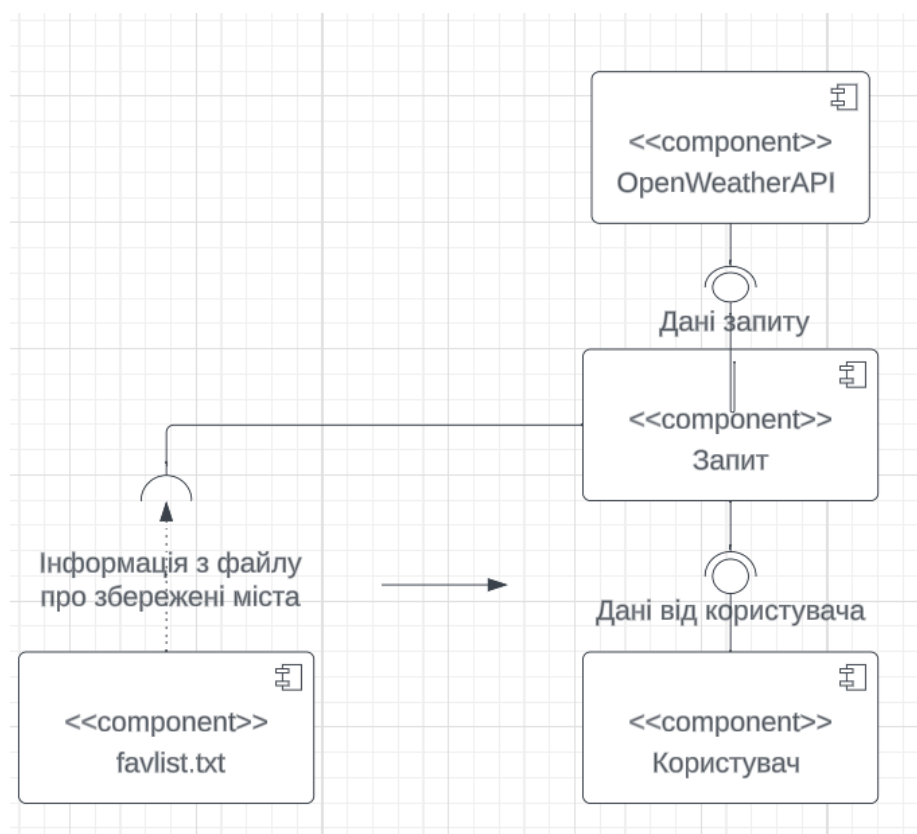 <<component>>
OpenWeatherAPI
Дані запиту
<<component>>
Запит
Інформація з файлу
про збережені міста
Дані від користувача
<<component>>
favlist.txt
<<component>>
Користувач